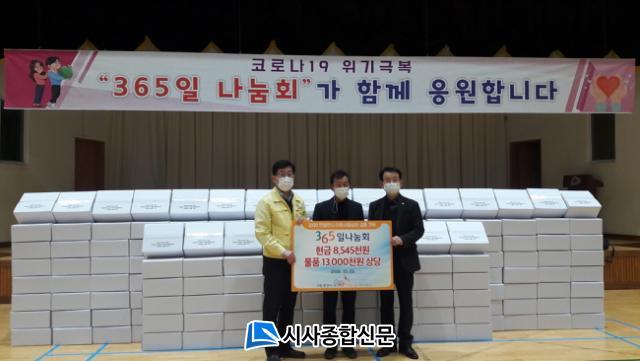 코로나19 위기극복
“365일 나눔회”가 함께 응원합니다
365일나눔회
현금 8,545천원
물품 13,000천원 상당
시사종합신문